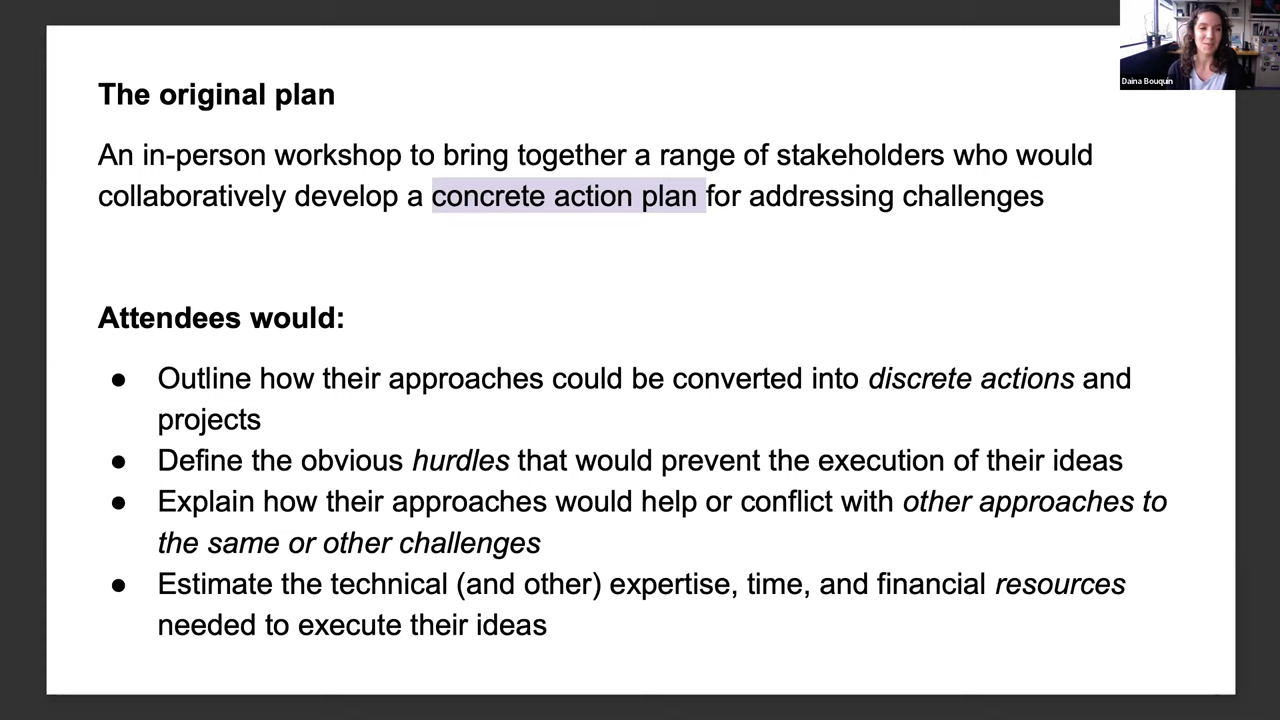 Daina Bouquin
The original plan
An in-person workshop to bring together a range of stakeholders who would
collaboratively develop a concrete action plan for addressing challenges
Attendees would:
● Outline how their approaches could be converted into discrete actions and
projects
● Define the obvious hurdles that would prevent the execution of their ideas
● Explain how their approaches would help or conflict with other approaches to
the same or other challenges
● Estimate the technical (and other) expertise, time, and financial resources
needed to execute their ideas